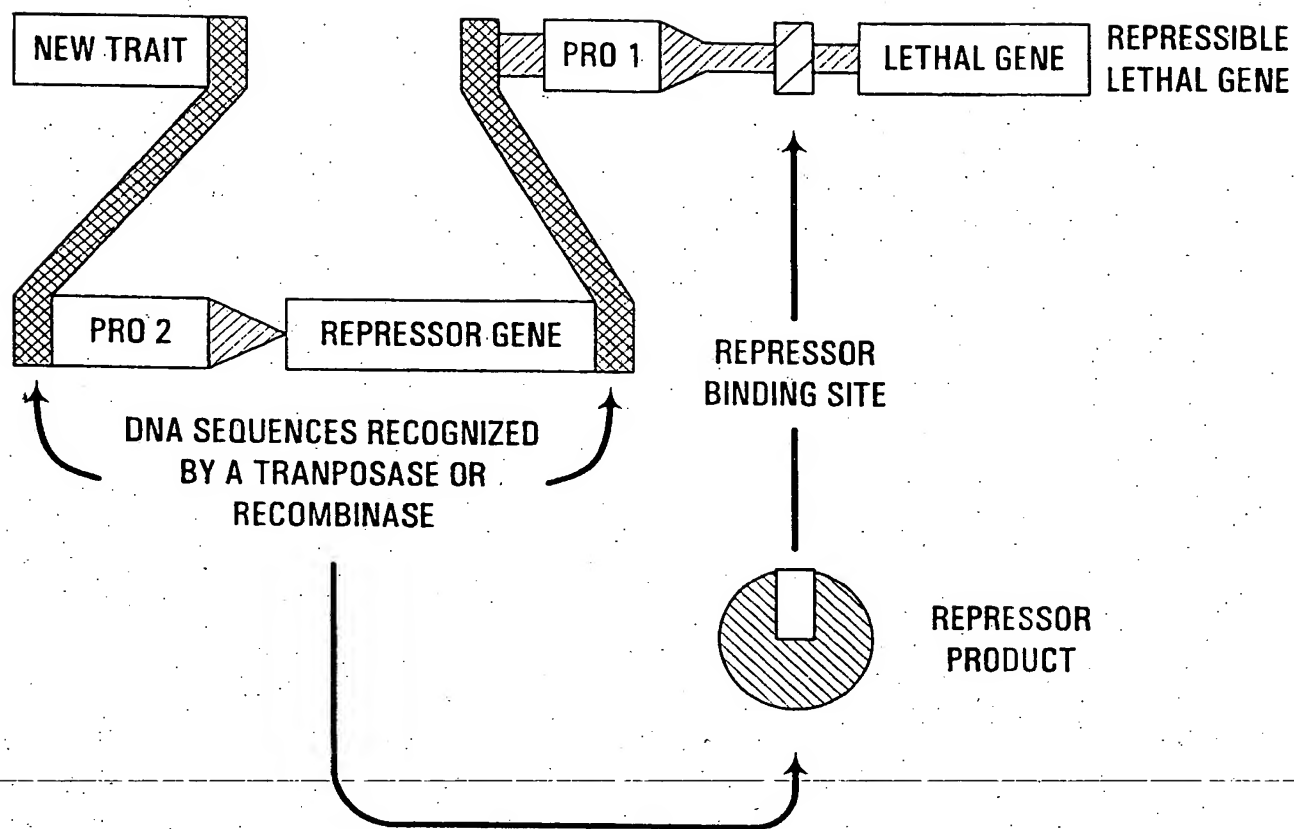 NEW TRAIT
PRO 1
LETHAL GENE
REPRESSIBLE
LETHAL GENE
PRO 2
REPRESSOR GENE
REPRESSOR
BINDING SITE
DNA SEQUENCES RECOGNIZED
BY A TRANPOSASE OR
RECOMBINASE
REPRESSOR
PRODUCT